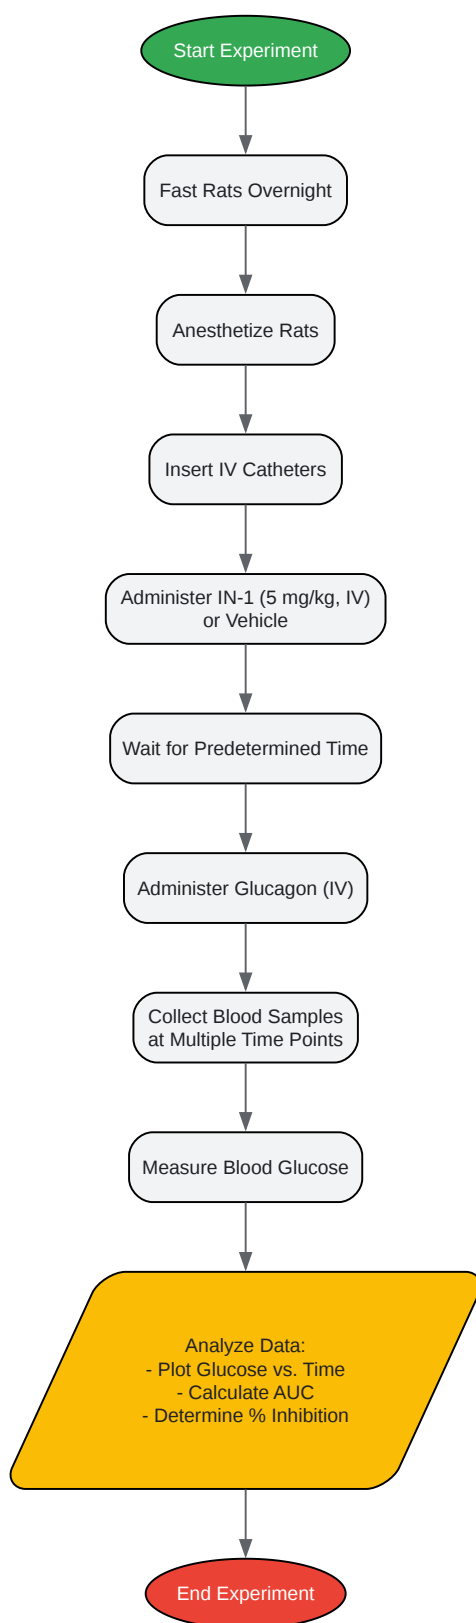 Start Experiment
Fast Rats Overnight
Anesthetize Rats
Insert IV Catheters
Administer IN-1 (5 mg/kg, IV)
or Vehicle
Wait for Predetermined Time
Administer Glucagon (IV)
Collect Blood Samples
at Multiple Time Points
Measure Blood Glucose
Analyze Data:
- Plot Glucose vs. Time
- Calculate AUC
- Determine % Inhibition
End Experiment